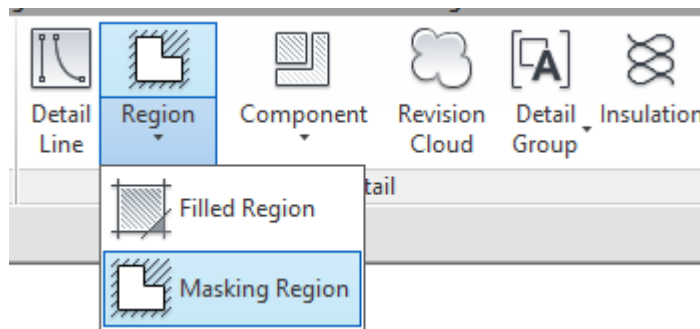 Detail Region Component Revision Detail Insulation
Line Cloud Group
tail
Filled Region
Masking Region